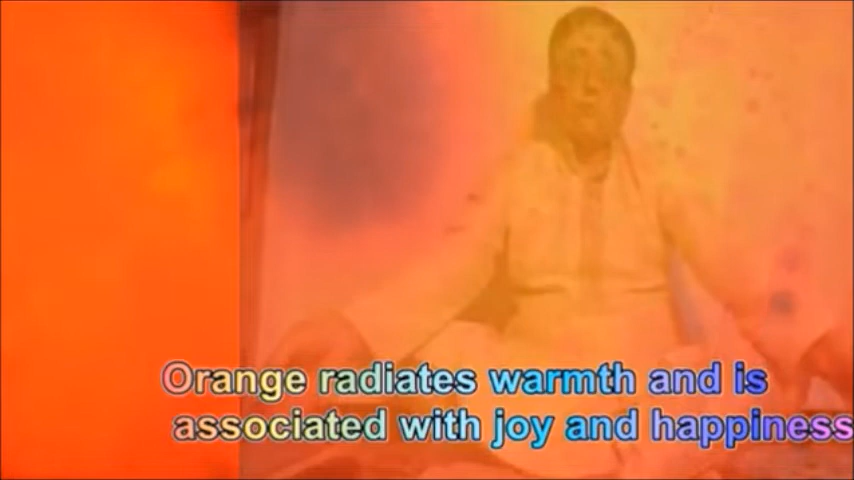 Orange radiates warmth and is
associated with joy and happiness